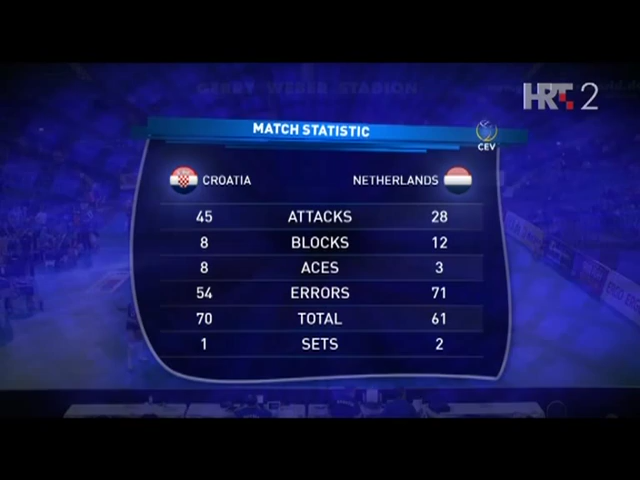 GERRY WEBER STADION
HRT 2
MATCH STATISTIC
CEV
CROATIA NETHERLANDS
45 ATTACKS 28
8 BLOCKS 12
8 ACES 3
54 ERRORS 71
70 TOTAL 61
1 SETS 2